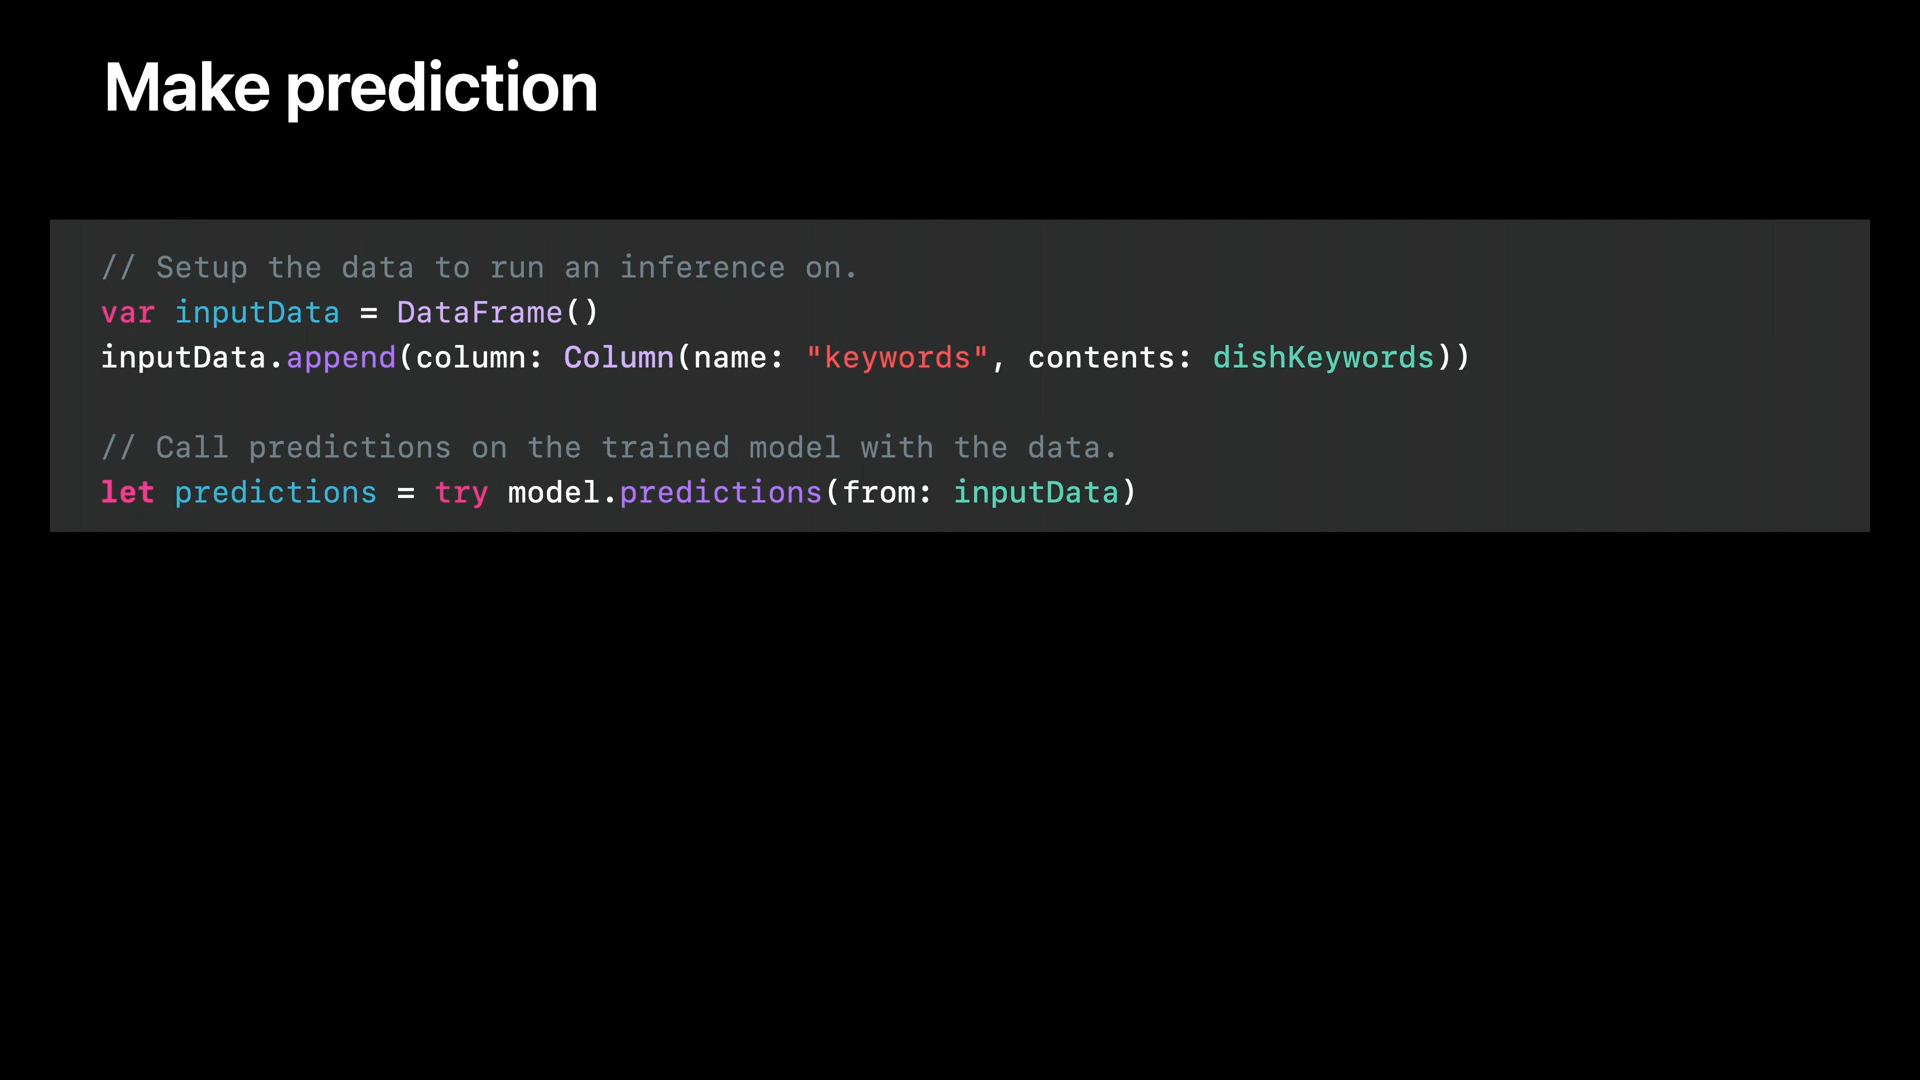 Make prediction
// Setup the data to run an inference on.
var inputData = DataFrame()
inputData.append(column: Column(name: "keywords", contents: dishKeywords))
// Call predictions on the trained model with the data.
let predictions = try model.predictions(from: inputData)